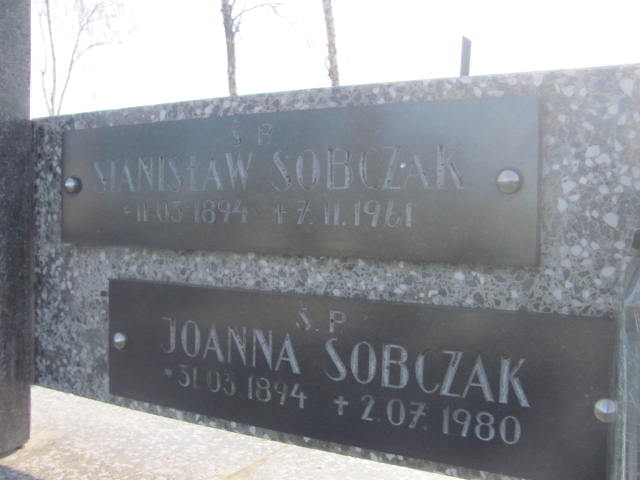 Ś. P.
STANISŁAW SOBCZAK
* 11.03.1894 + 7.11.1961
Ś. P.
JOANNA SOBCZAK
* 31.03.1894 + 2.07.1980